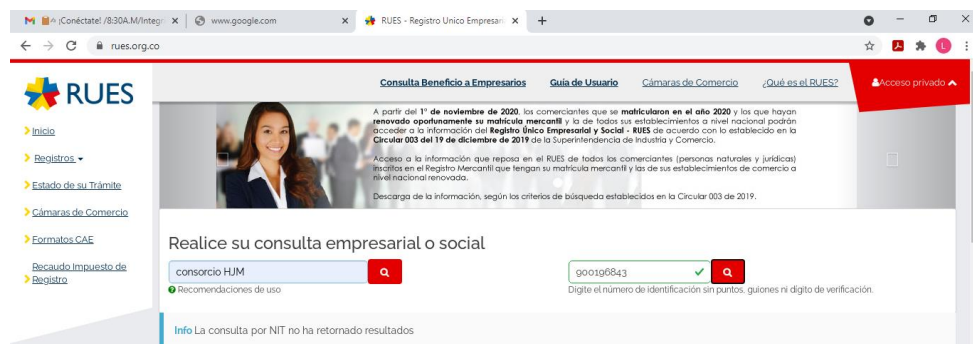 ¡Conéctate! /8:30A.M/Integr
www.google.com
RUES - Registro Unico Empresari
rues.org.co
L
RUES
Consulta Beneficio a Empresarios
Guía de Usuario
Cámaras de Comercio
¿Qué es el RUES?
Acceso privado
Inicio
Registros
Estado de su Trámite
Cámaras de Comercio
Formatos CAE
Recaudo Impuesto de
Registro
A partir del 1° de noviembre de 2020, los comerciantes que se matricularon en el año 2020 y los que hayan
renovado oportunamente su matrícula mercantil y la de todos sus establecimientos a nivel nacional podrán
acceder a la información del Registro Único Empresarial y Social - RUES de acuerdo con lo establecido en la
Circular 003 del 19 de diciembre de 2019 de la Superintendencia de Industria y Comercio.
Acceso a la información que reposa en el RUES de todos los comerciantes (personas naturales y jurídicas)
inscritos en el Registro Mercantil que tengan su matrícula mercantil y las de sus establecimientos de comercio a
nivel nacional renovada.
Descarga de la información, según los criterios de búsqueda establecidos en la Circular 003 de 2019.
Realice su consulta empresarial o social
consorcio HJM
900196843
Recomendaciones de uso
Digite el número de identificación sin puntos, guiones ni dígito de verificación.
Info La consulta por NIT no ha retornado resultados